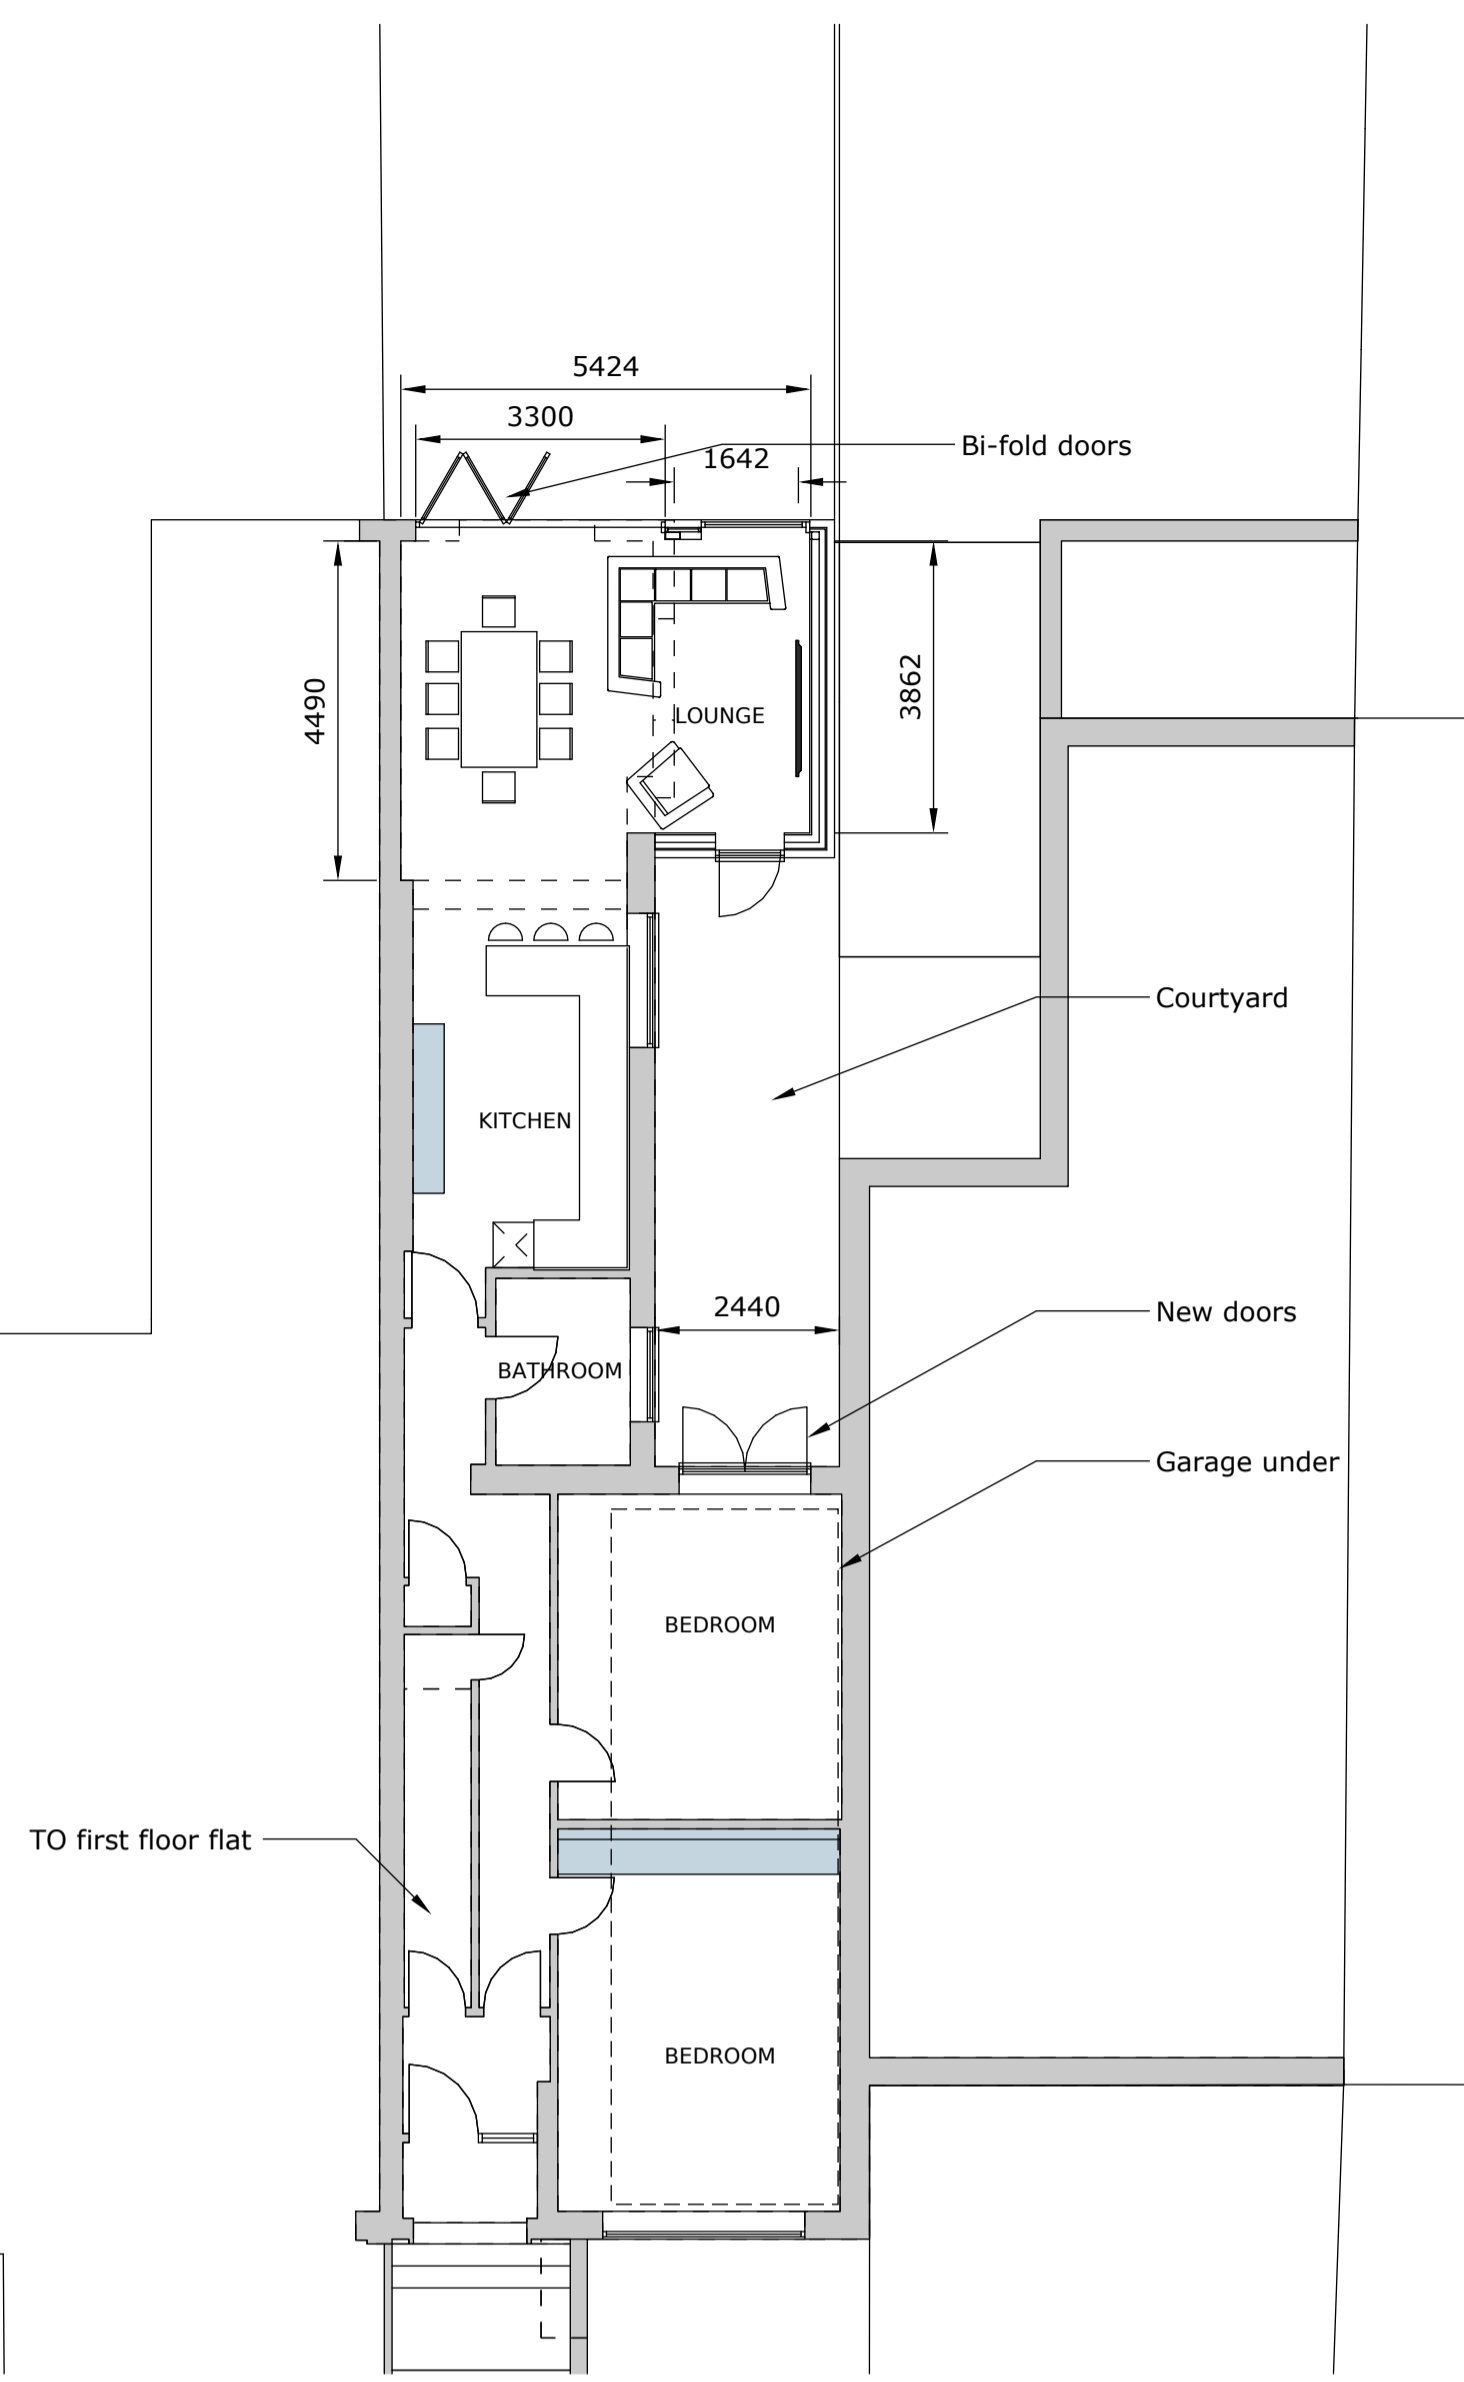 5424
3300
1642
Bi-fold doors
4490
3862
LOUNGE
Courtyard
KITCHEN
2440
New doors
BATHROOM
Garage under
BEDROOM
TO first floor flat
BEDROOM